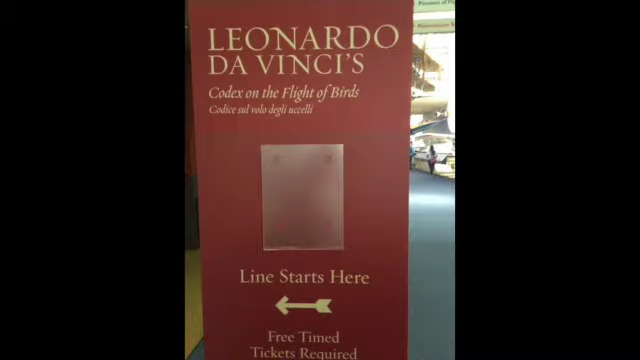 LEONARDO
DA VINCI'S
Codex on the Flight of Birds
Codice sul volo degli uccelli
Line Starts Here
Free Timed
Tickets Required